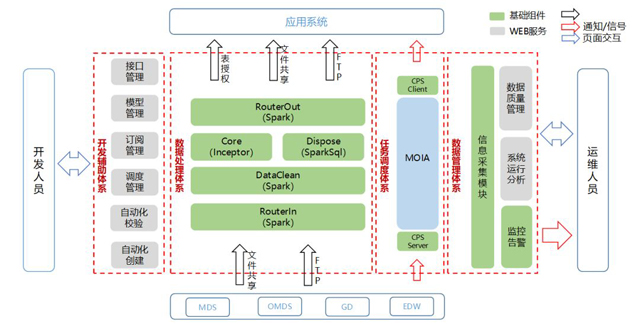 应用系统
基础组件
WEB服务
通知/信号
页面交互
表授权
文件共享
FTP
开发人员
开发辅助体系
接口
管理
模型
管理
订阅
管理
调度
管理
自动化
校验
自动化
创建
数据处理体系
RouterOut
(Spark)
Core
(Inceptor)
Dispose
(SparkSql)
DataClean
(Spark)
RouterIn
(Spark)
任务调度体系
CPS
Client
MOIA
CPS
Server
数据管理体系
信息采集模块
数据
质量
管理
系统
运行
分析
监控
告警
运维人员
文件共享
FTP
MDS
OMDS
GD
EDW